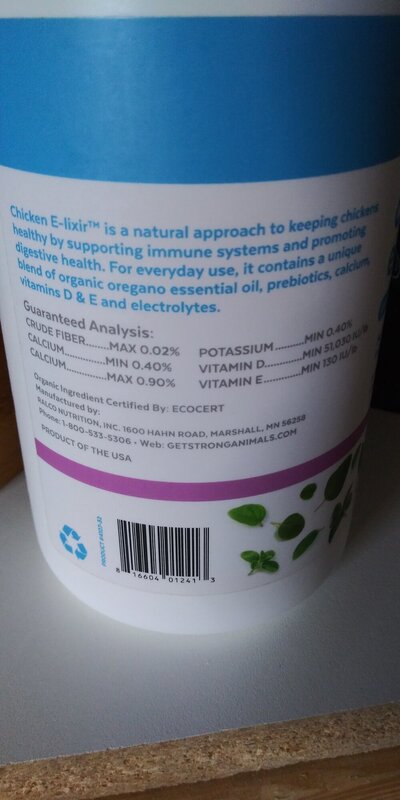 Chicken E-lixir™ is a natural approach to keeping chickens
healthy by supporting immune systems and promoting
digestive health. For everyday use, it contains a unique
blend of organic oregano essential oil, prebiotics, calcium,
vitamins D & E and electrolytes.
Guaranteed Analysis:
CRUDE FIBER........MAX 0.02%
CALCIUM..............MIN 0.40%
CALCIUM..............MAX 0.90%
POTASSIUM..........MIN 0.40%
VITAMIN D............MIN 51,030 IU/lb
VITAMIN E............MIN 130 IU/lb
Organic Ingredient Certified By: ECOCERT
Manufactured by:
RALCO NUTRITION, INC. 1600 HAHN ROAD, MARSHALL, MN 56258
Phone: 1-800-533-5306 • Web: GETSTRONGANIMALS.COM
PRODUCT OF THE USA
PRODUCT #4107-32
8 16604 01241 3